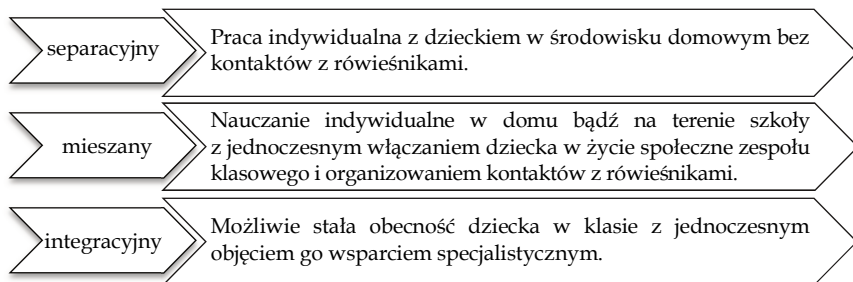 separacyjny
Praca indywidualna z dzieckiem w środowisku domowym bez
kontaktów z rówieśnikami.
mieszany
Nauczanie indywidualne w domu bądź na terenie szkoły
z jednoczesnym włączaniem dziecka w życie społeczne zespołu
klasowego i organizowaniem kontaktów z rówieśnikami.
integracyjny
Możliwie stała obecność dziecka w klasie z jednoczesnym
objęciem go wsparciem specjalistycznym.